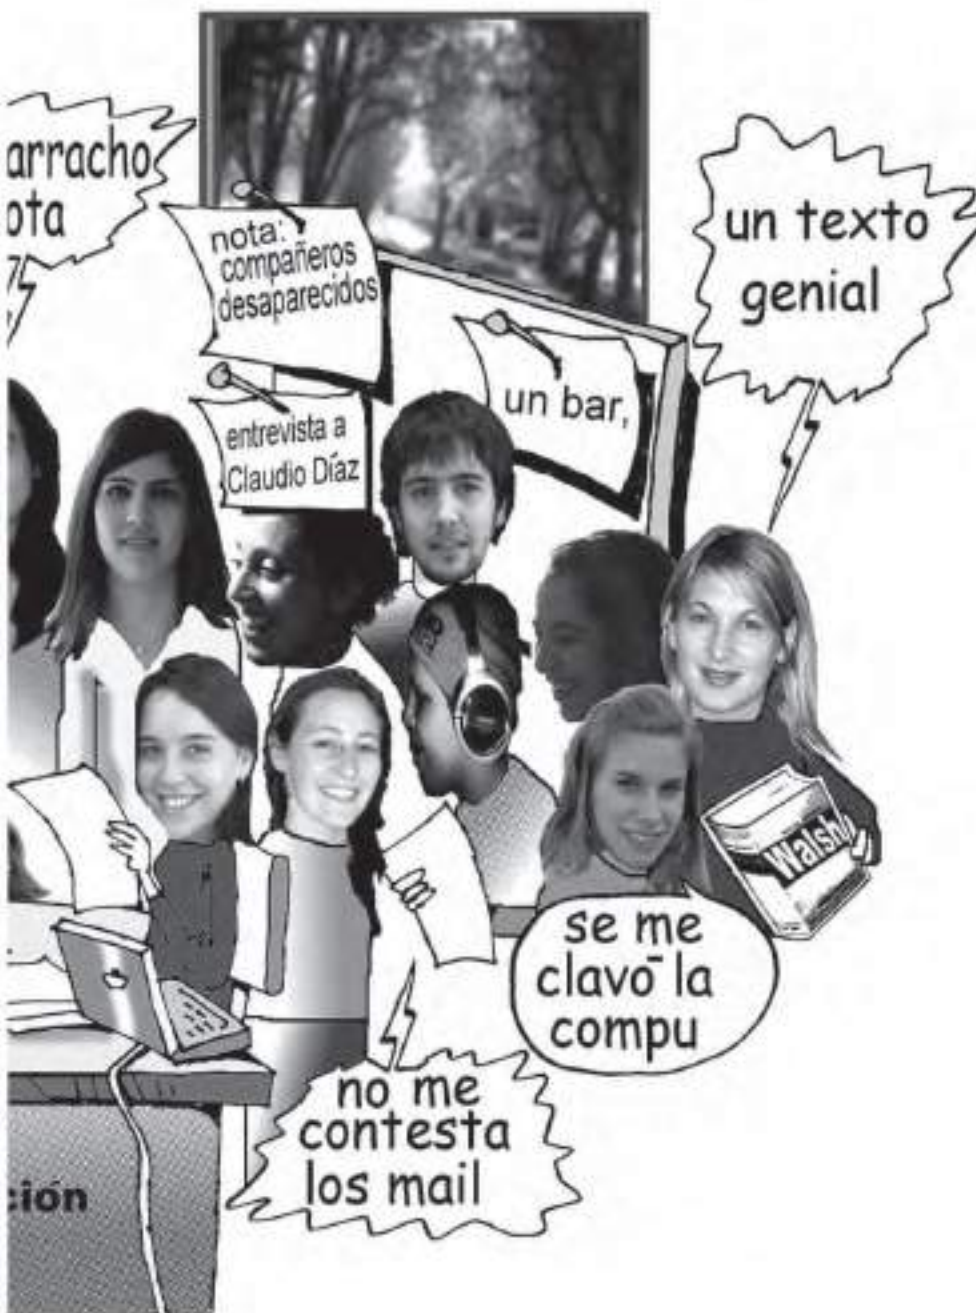 arracho
ota
nota:
compañeros
desaparecidos
un texto
genial
un bar,
entrevista a
Claudio Díaz
Walsh
se me
clavó la
compu
no me
contesta
los mail
ción